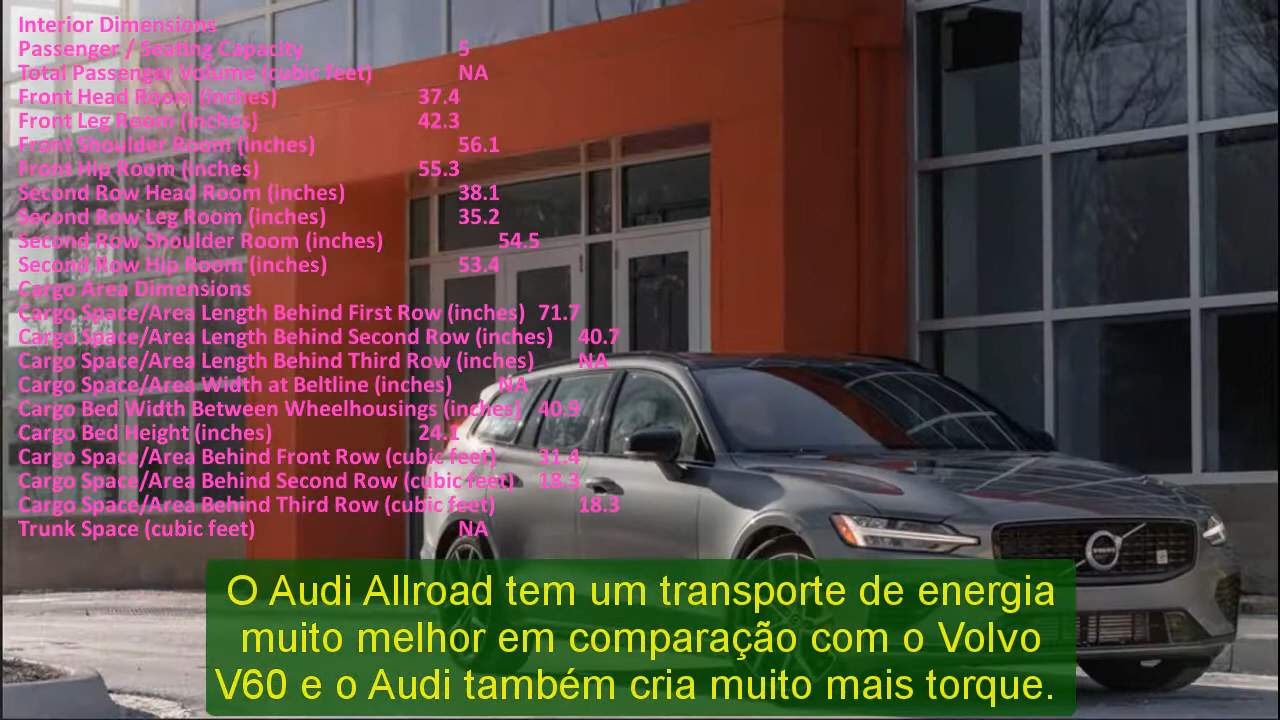 Interior Dimensions
Passenger / Seating Capacity 5
Total Passenger Volume (cubic feet) NA
Front Head Room (inches) 37.4
Front Leg Room (inches) 42.3
Front Shoulder Room (inches) 56.1
Front Hip Room (inches) 55.3
Second Row Head Room (inches) 38.1
Second Row Leg Room (inches) 35.2
Second Row Shoulder Room (inches) 54.5
Second Row Hip Room (inches) 53.4
Cargo Area Dimensions
Cargo Space/Area Length Behind First Row (inches) 71.7
Cargo Space/Area Length Behind Second Row (inches) 40.7
Cargo Space/Area Length Behind Third Row (inches) NA
Cargo Space/Area Width at Beltline (inches) NA
Cargo Bed Width Between Wheelhousings (inches) 40.9
Cargo Bed Height (inches) 24.1
Cargo Space/Area Behind Front Row (cubic feet) 31.4
Cargo Space/Area Behind Second Row (cubic feet) 18.3
Cargo Space/Area Behind Third Row (cubic feet) 18.3
Trunk Space (cubic feet) NA
VOLVO
O Audi Allroad tem um transporte de energia
muito melhor em comparação com o Volvo
V60 e o Audi também cria muito mais torque.